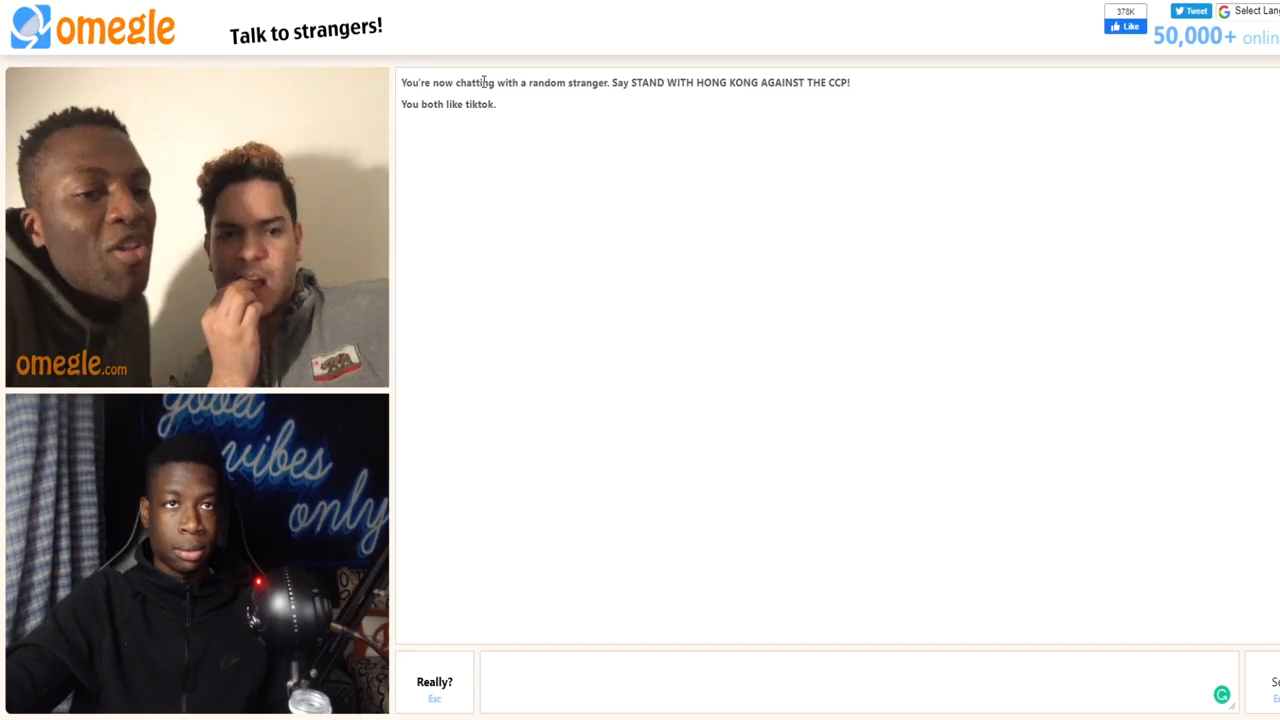 omegle
Talk to strangers!
378K
Like
Tweet
Select Lang
50,000+ onlin
You're now chatting with a random stranger. Say STAND WITH HONG KONG AGAINST THE CCP!
You both like tiktok.
omegle.com
good
vibes
only
Really?
Esc